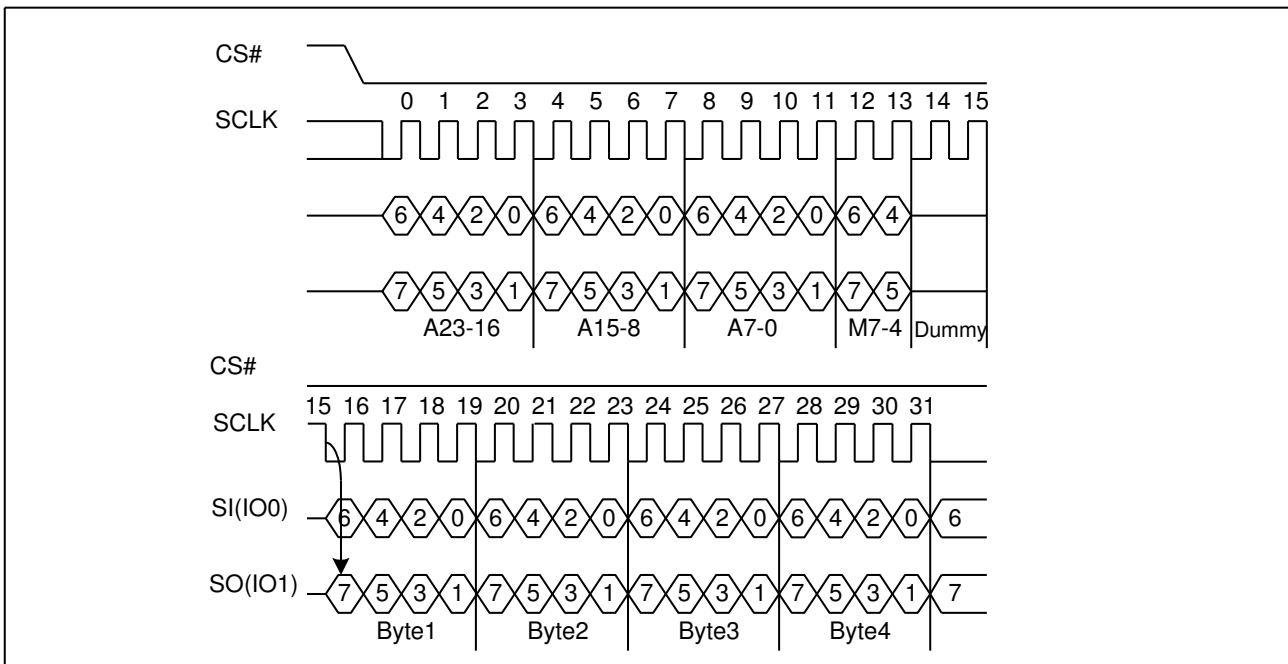 CS#
0 1 2 3 4 5 6 7 8 9 10 11 12 13 14 15
SCLK
6 4 2 0 6 4 2 0 6 4 2 0 6 4
7 5 3 1 7 5 3 1 7 5 3 1 7 5
A23-16 A15-8 A7-0 M7-4 Dummy
CS#
15 16 17 18 19 20 21 22 23 24 25 26 27 28 29 30 31
SCLK
SI(IO0) 6 4 2 0 6 4 2 0 6 4 2 0 6 4 2 0 6
SO(IO1) 7 5 3 1 7 5 3 1 7 5 3 1 7 5 3 1 7
Byte1 Byte2 Byte3 Byte4